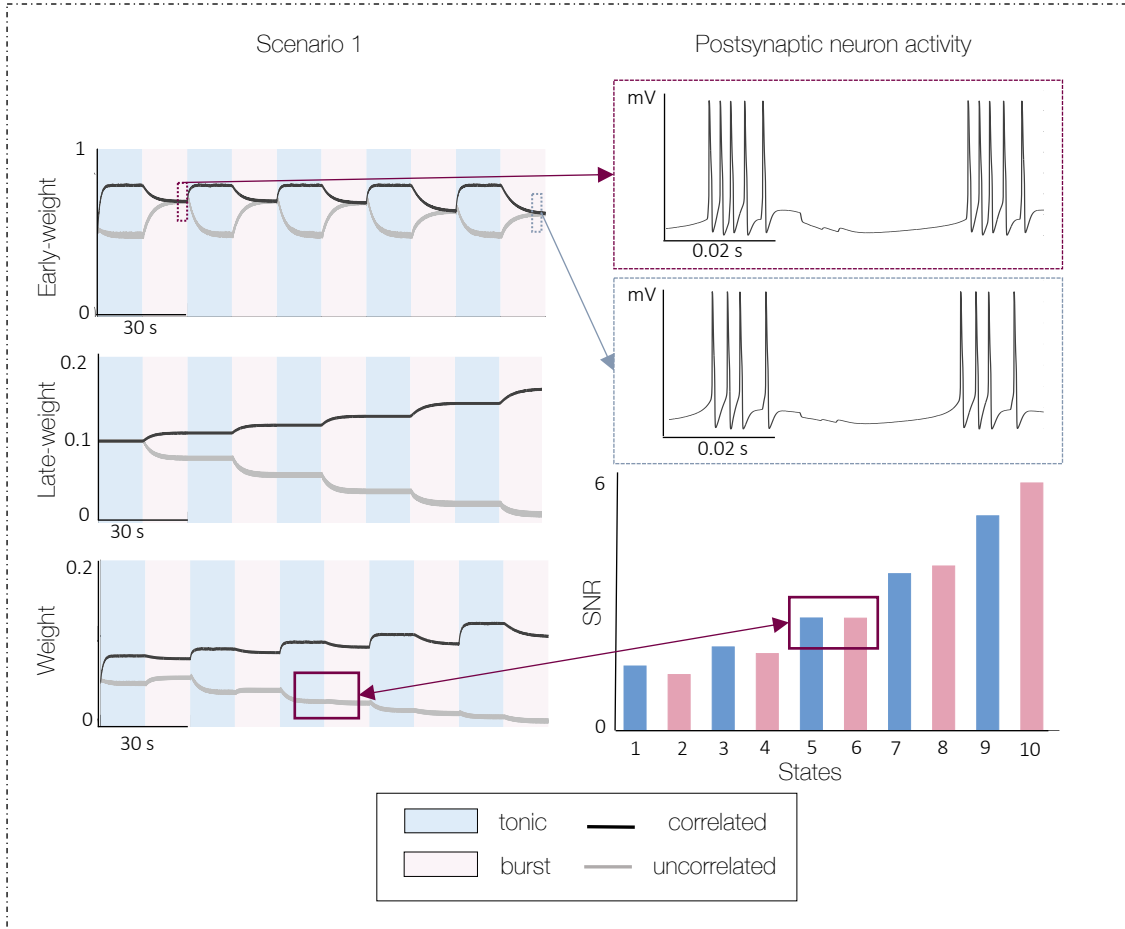 Scenario 1
Postsynaptic neuron activity
1
Early-weight
0
30 s
mV
0.02 s
mV
0.02 s
0.2
Late-weight
0.1
0
30 s
0.2
Weight
0
30 s
6
SNR
0
1 2 3 4 5 6 7 8 9 10
States
tonic correlated
burst uncorrelated